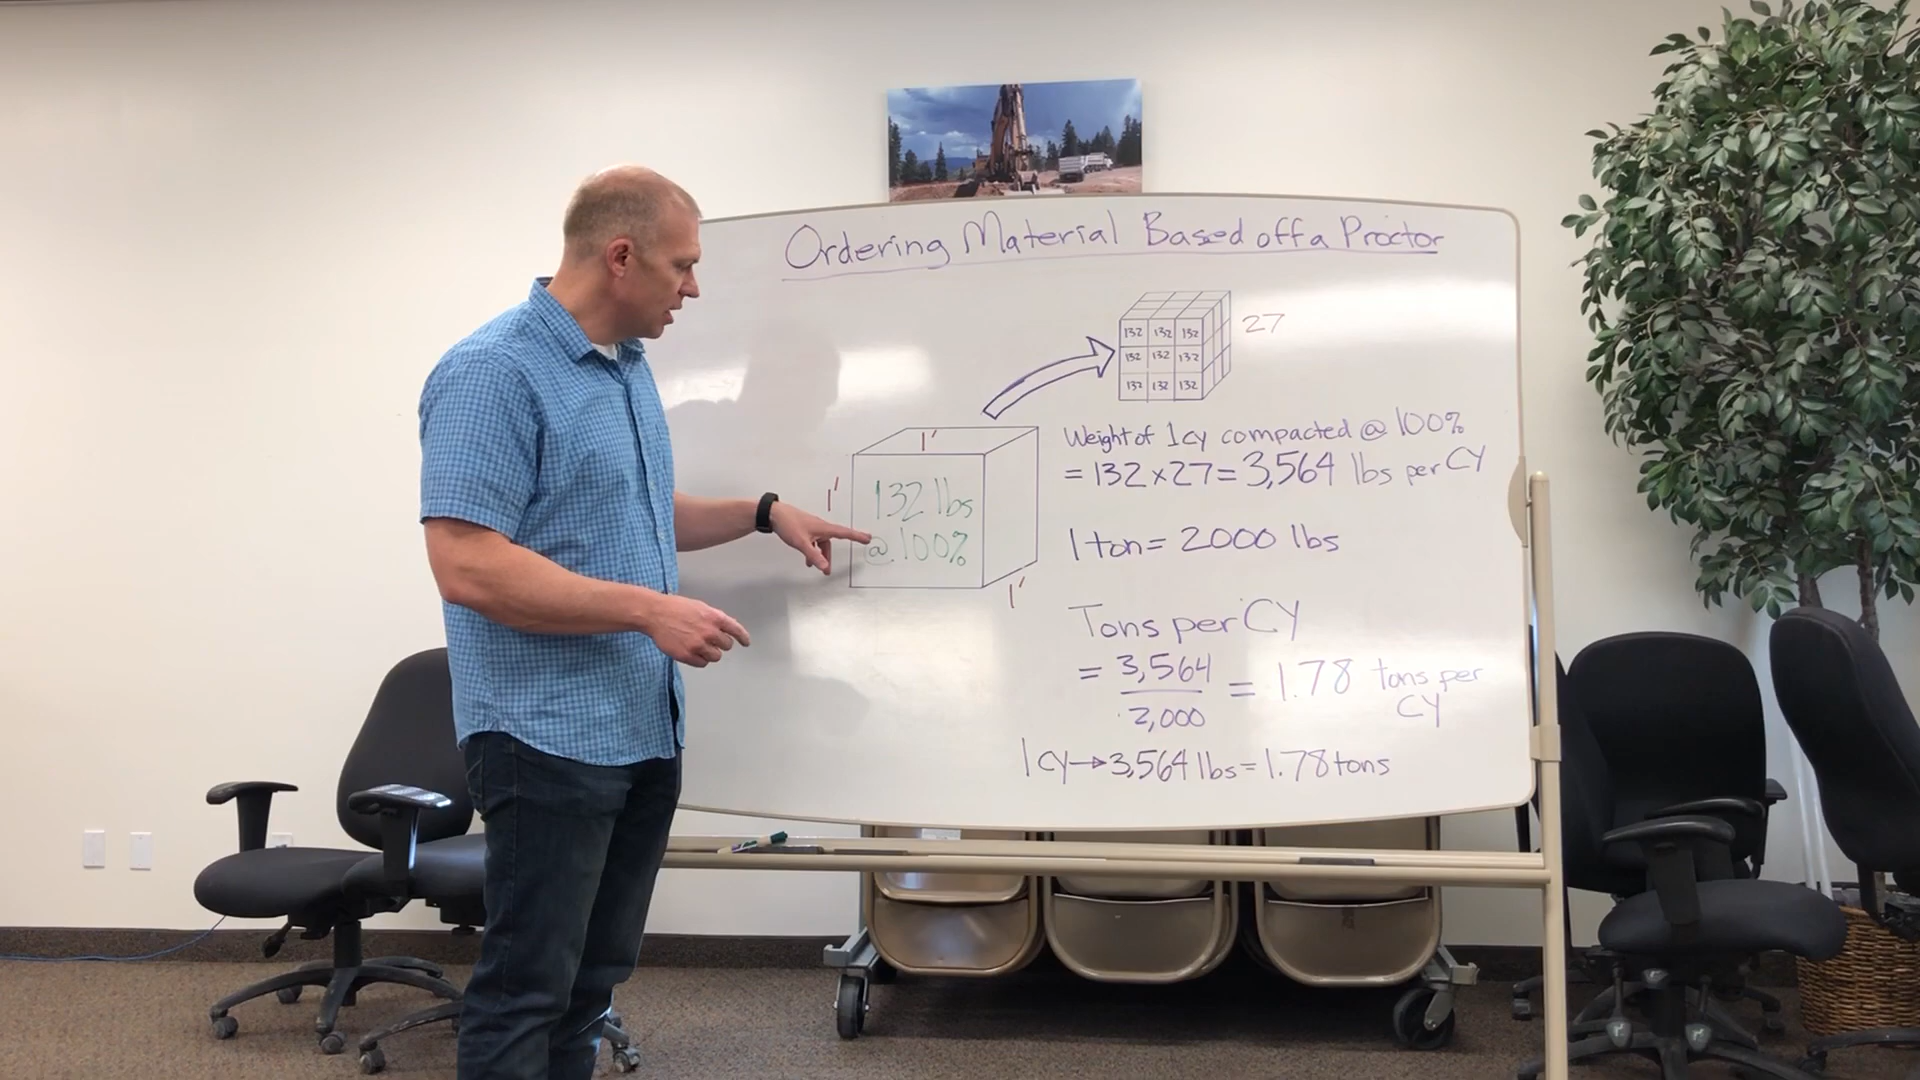 Ordering Material Based off a Proctor
132 132 132
132 132 132
132 132 132
27
1'
1'
132 lbs
@ 100%
1'
Weight of 1cy compacted @ 100%
= 132 x 27 = 3,564 lbs per CY
1 ton = 2000 lbs
Tons per CY
= 3,564 / 2,000 = 1.78 tons per CY
1 cy → 3,564 lbs = 1.78 tons